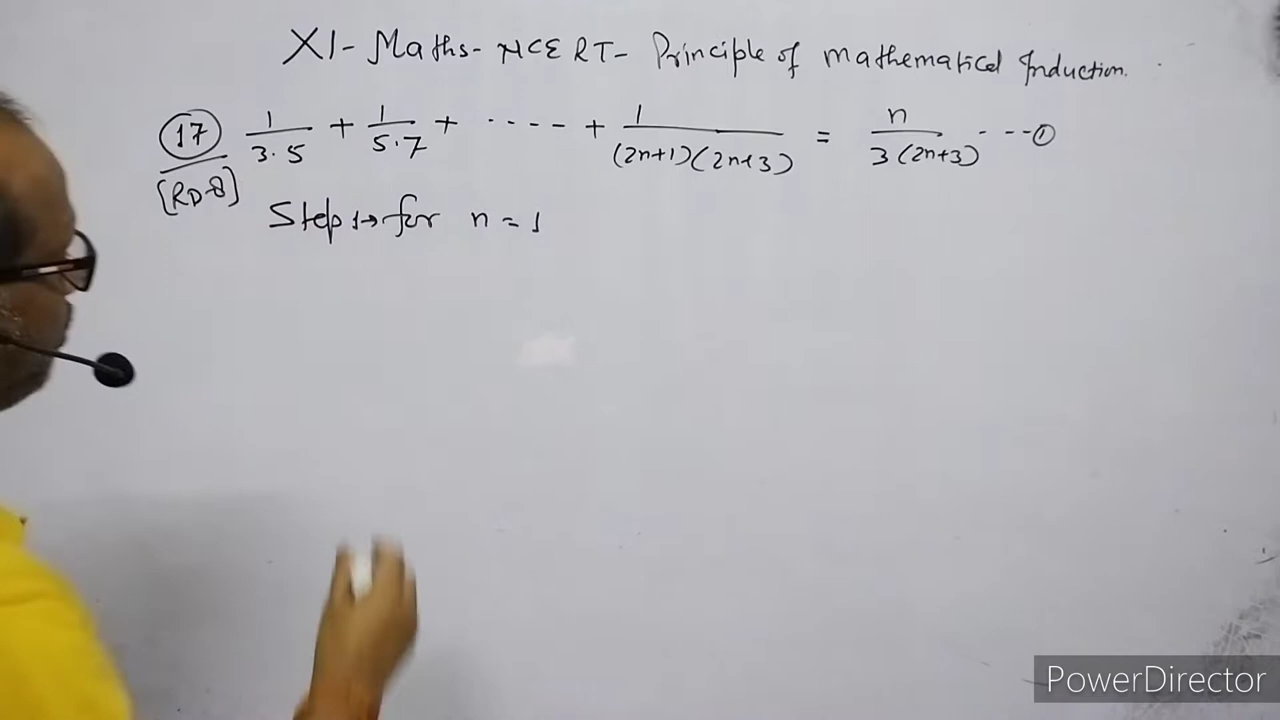 XI - Maths - NCERT - Principle of mathematical Induction.
17 1/3.5 + 1/5.7 + ---- + 1/(2n+1)(2n+3) = n/3(2n+3) ---①
[RD-8]
Step 1→ for n = 1
PowerDirector